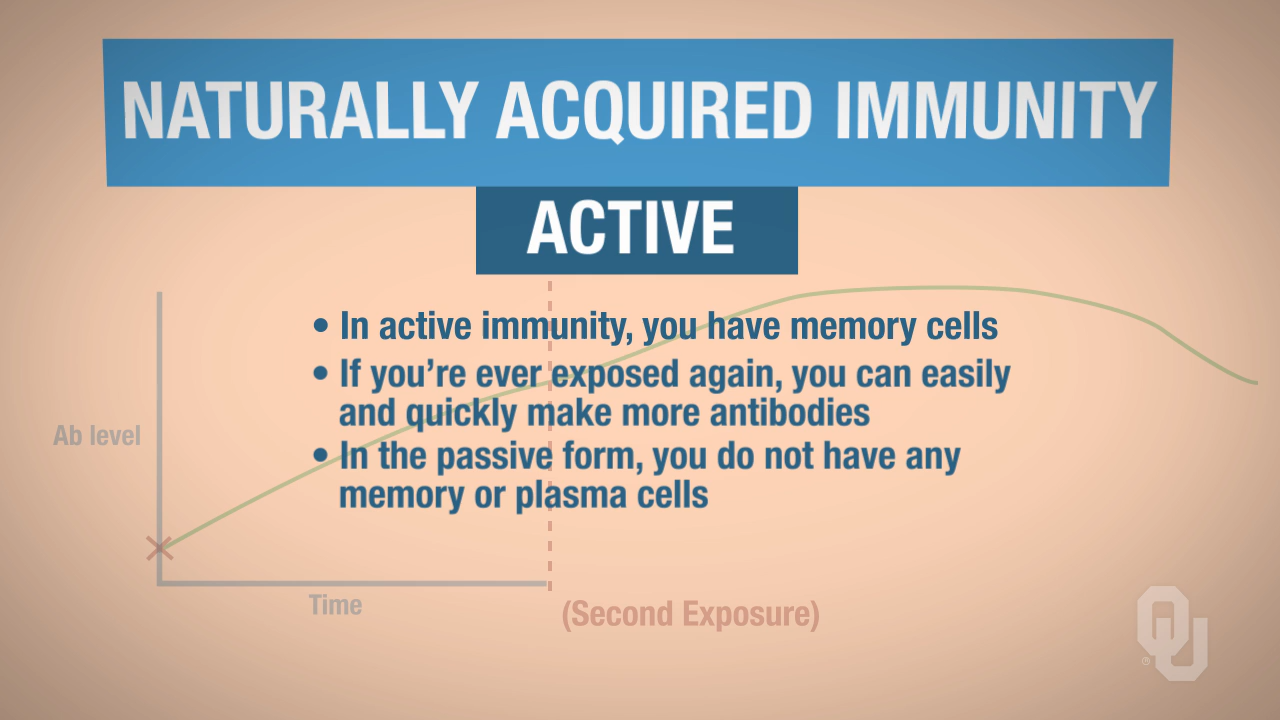 NATURALLY ACQUIRED IMMUNITY
ACTIVE
• In active immunity, you have memory cells
• If you’re ever exposed again, you can easily
and quickly make more antibodies
• In the passive form, you do not have any
memory or plasma cells
Ab level
Time
(Second Exposure)
OU
®